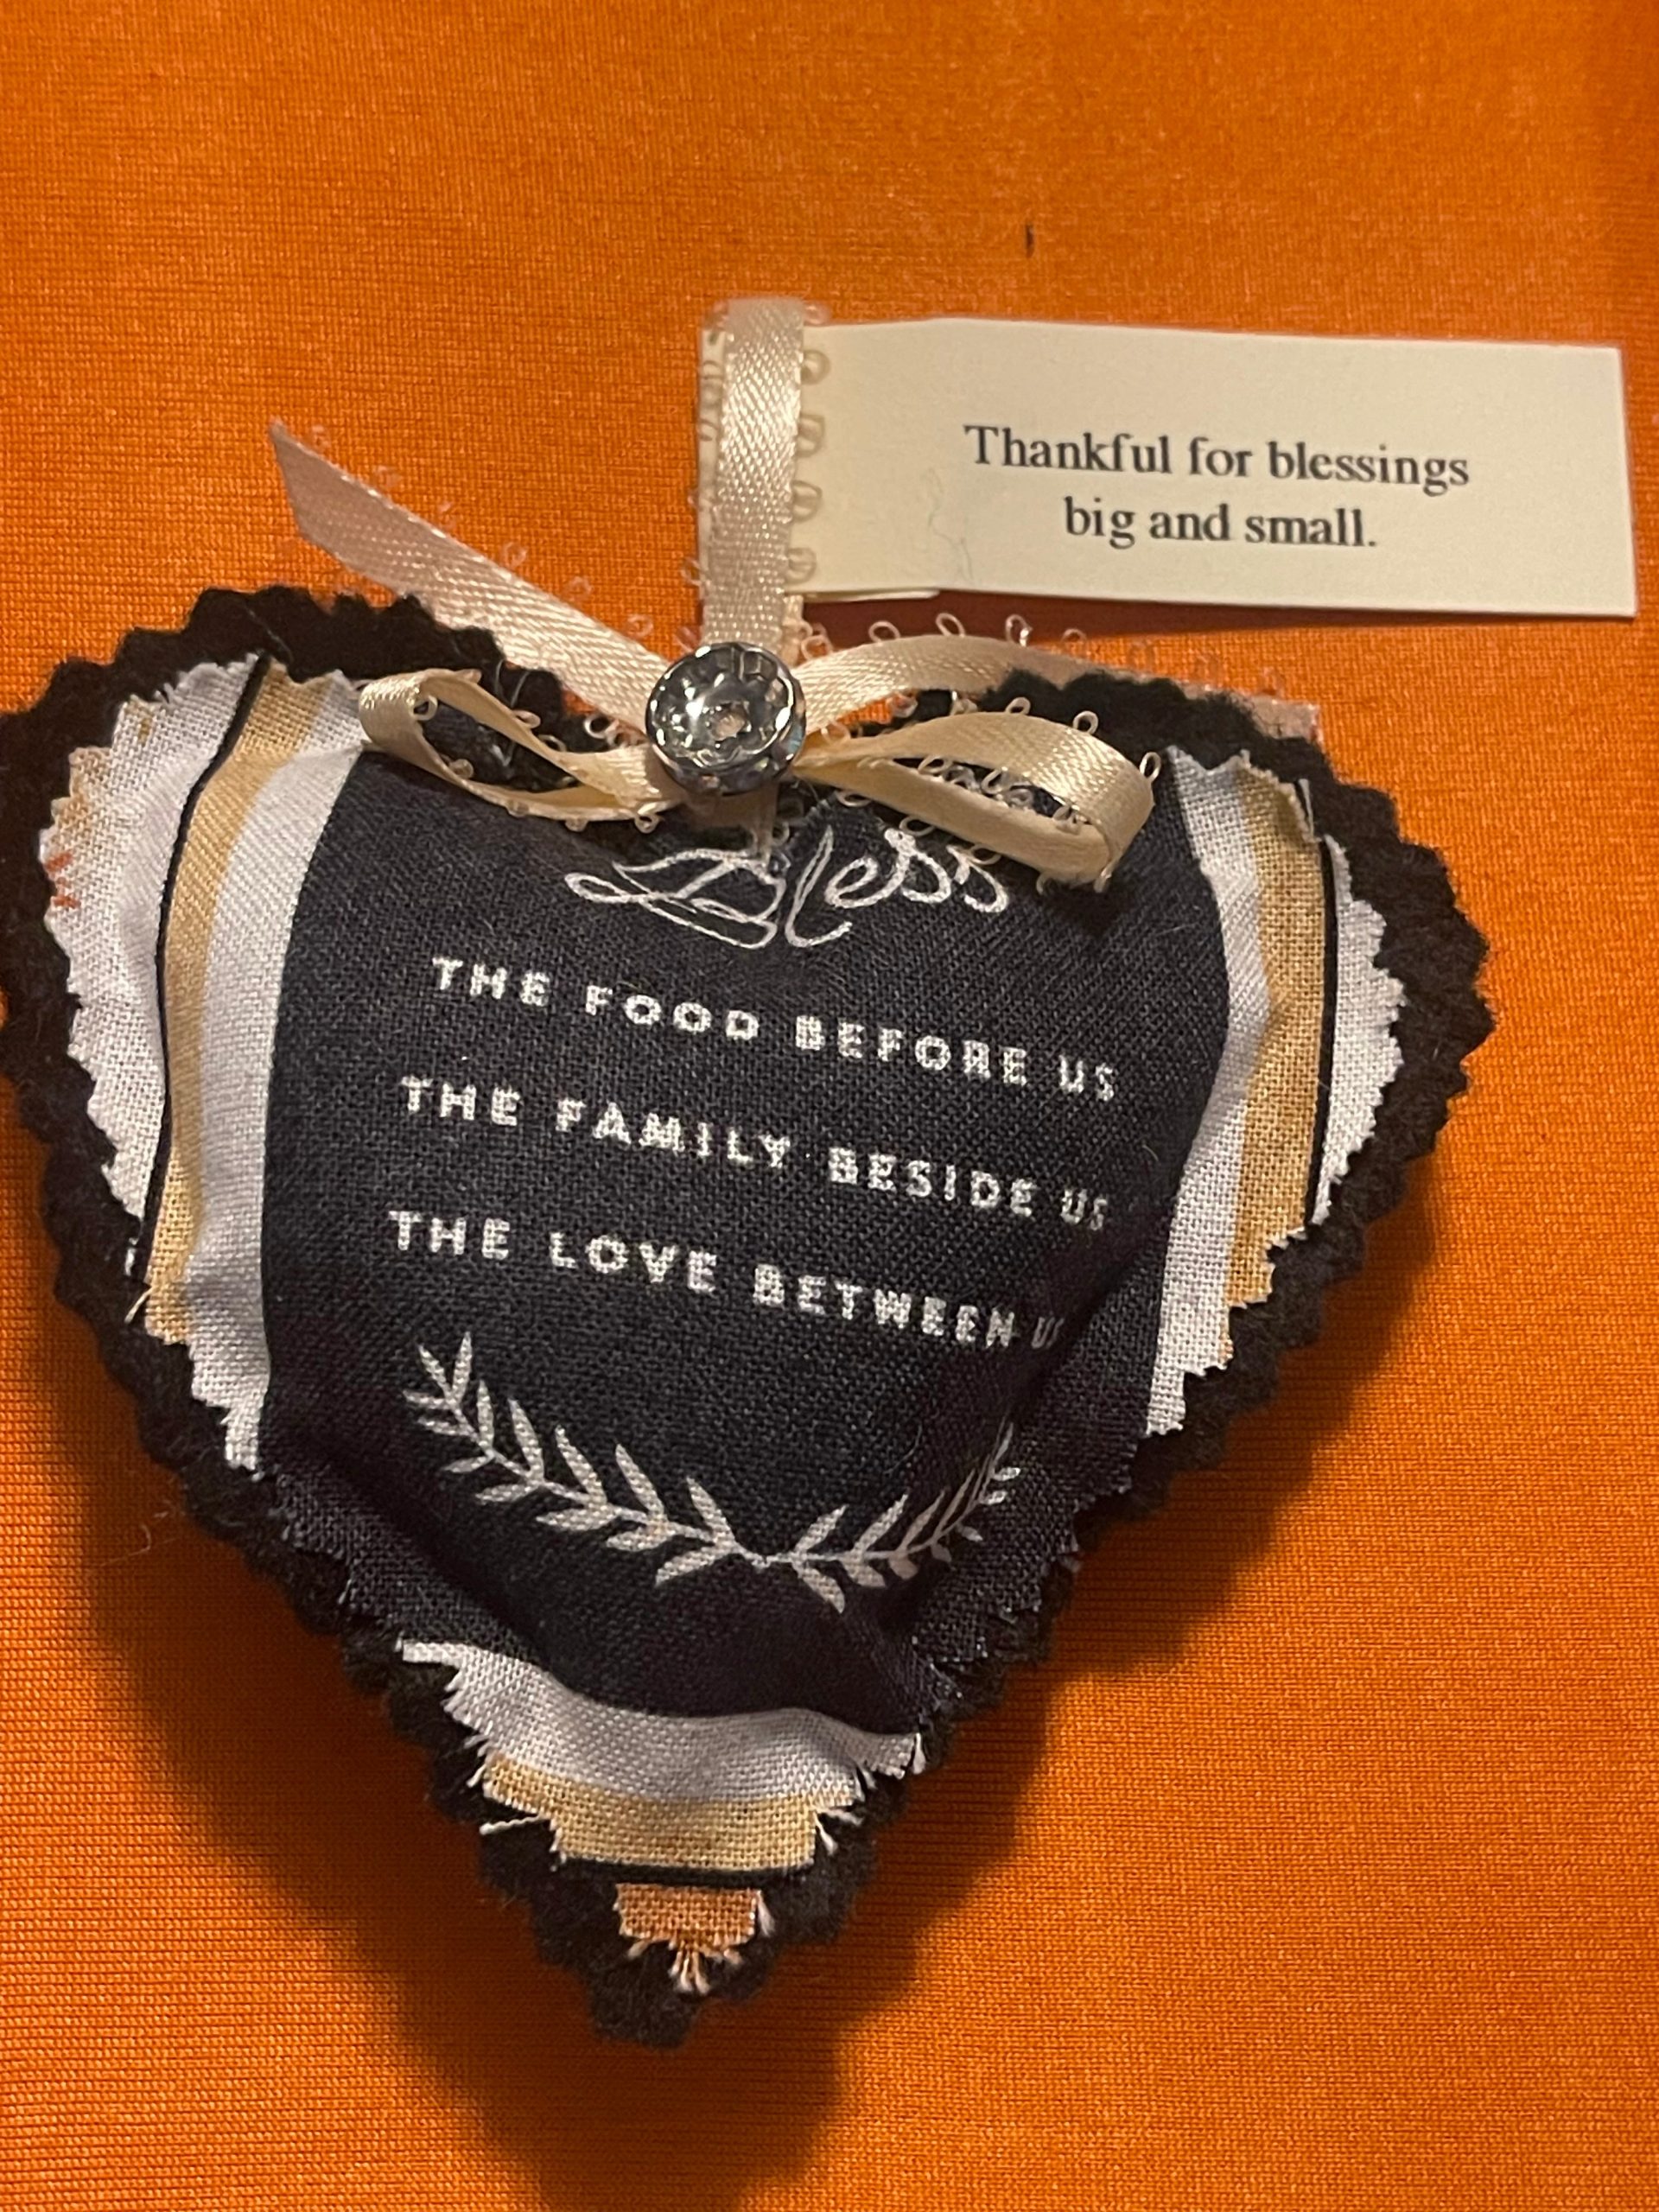 Thankful for blessings
big and small.
Bless
THE FOOD BEFORE US
THE FAMILY BESIDE US
THE LOVE BETWEEN US